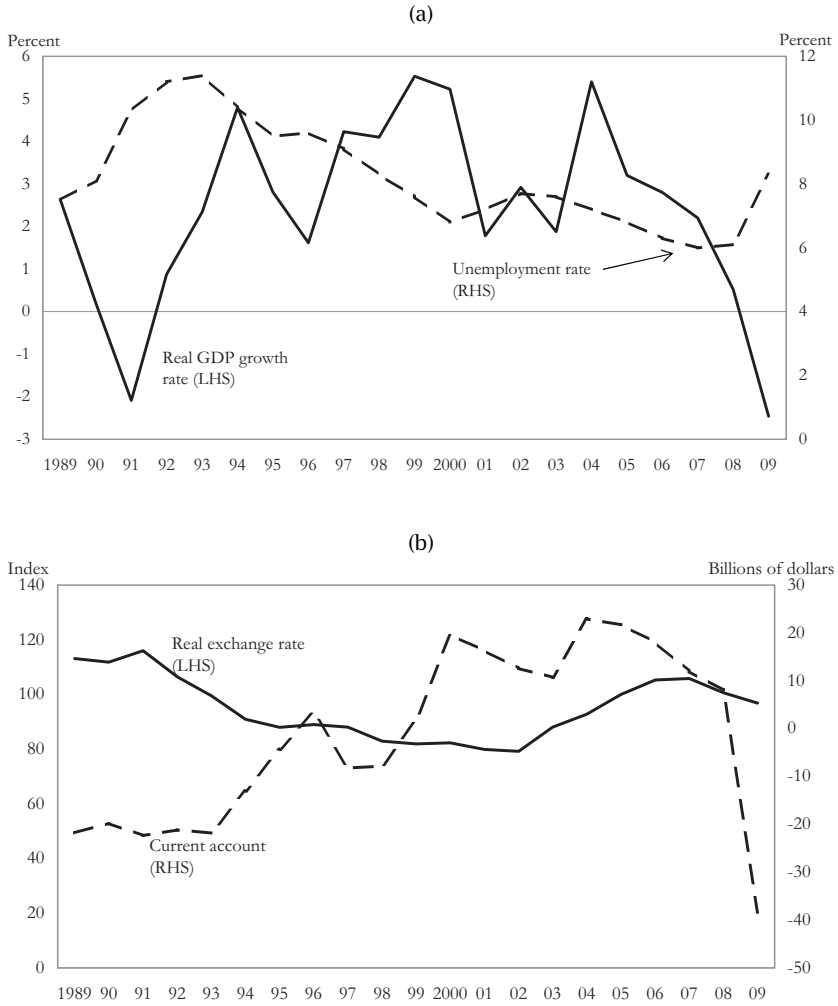 (a)
Percent
Percent
6
5
4
3
2
1
0
-1
-2
-3
12
10
8
6
4
2
0
Unemployment rate
(RHS)
Real GDP growth
rate (LHS)
1989 90 91 92 93 94 95 96 97 98 99 2000 01 02 03 04 05 06 07 08 09
(b)
Index
Billions of dollars
140
120
100
80
60
40
20
0
30
20
10
0
-10
-20
-30
-40
-50
Real exchange rate
(LHS)
Current account
(RHS)
1989 90 91 92 93 94 95 96 97 98 99 2000 01 02 03 04 05 06 07 08 09